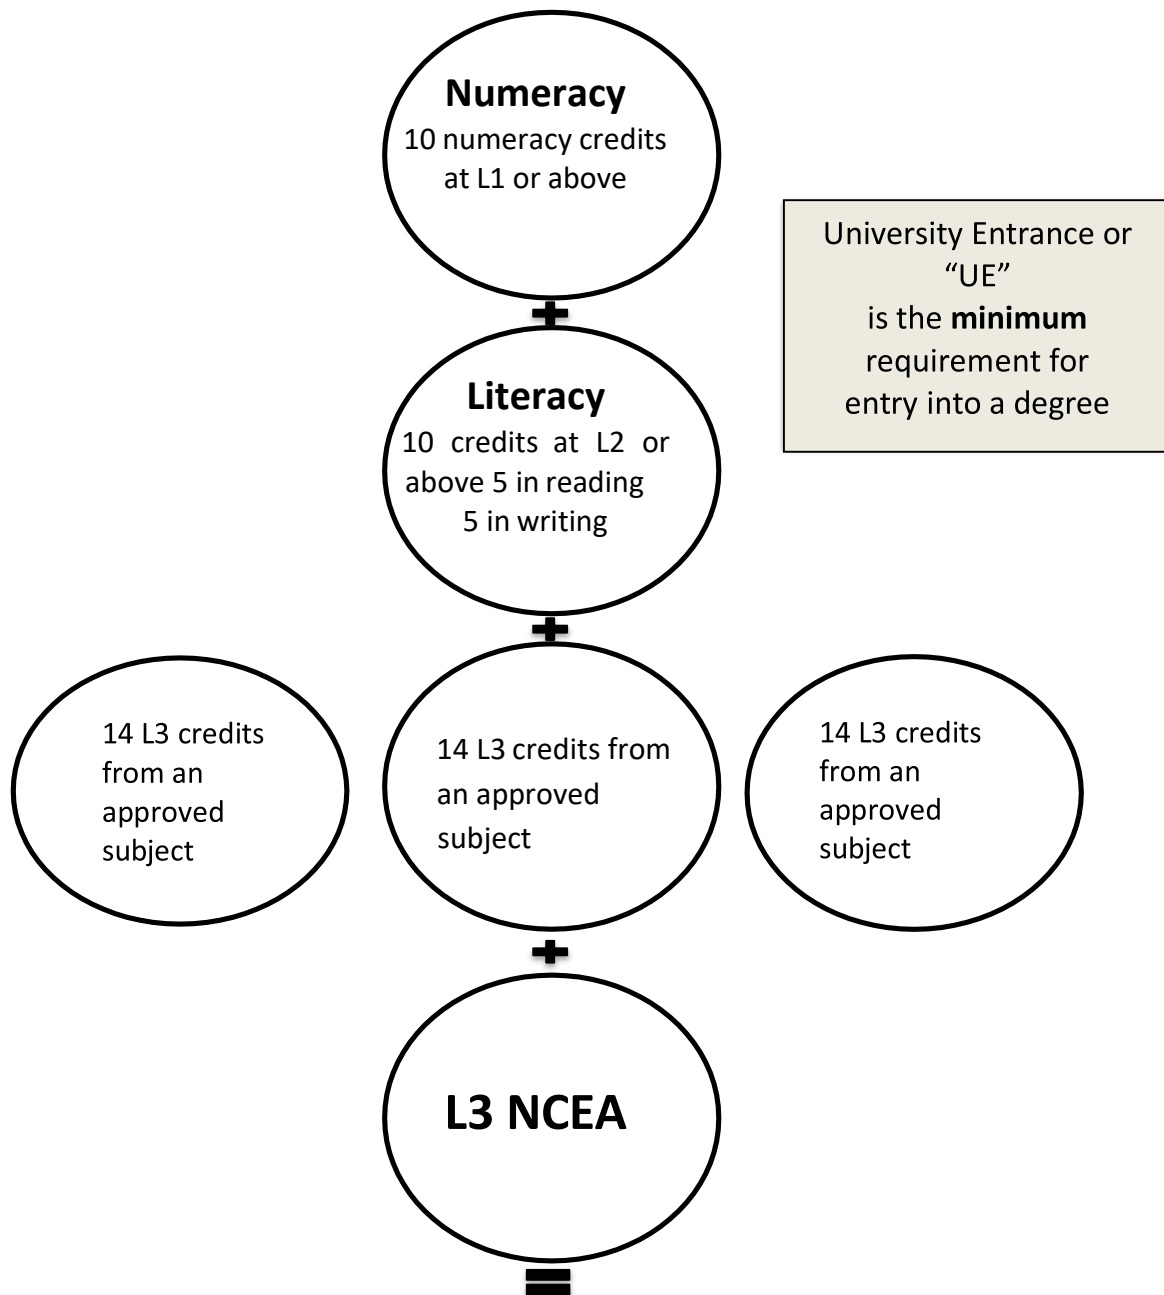 Numeracy
10 numeracy credits
at L1 or above
University Entrance or
“UE”
is the minimum
requirement for
entry into a degree
+
Literacy
10 credits at L2 or
above 5 in reading
5 in writing
+
14 L3 credits
from an
approved
subject
14 L3 credits from
an approved
subject
14 L3 credits
from an
approved
subject
+
L3 NCEA
=